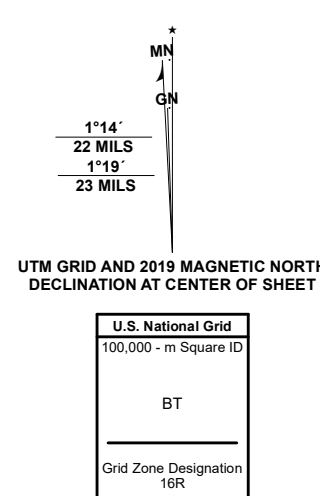 ★
MN
GN
1°14´
22 MILS
1°19´
23 MILS
UTM GRID AND 2019 MAGNETIC NORTH
DECLINATION AT CENTER OF SHEET
U.S. National Grid
100,000 - m Square ID
BT
Grid Zone Designation
16R